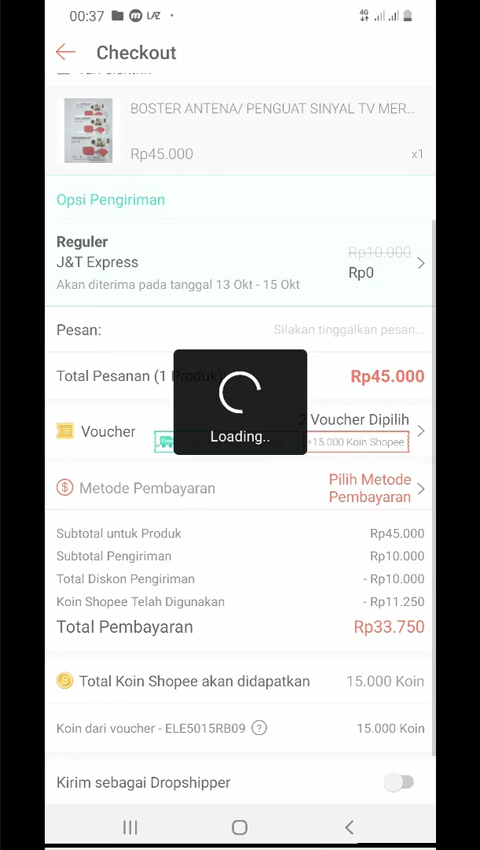 00:37 LAZ 4G
Checkout
BOSTER ANTENA/ PENGUAT SINYAL TV MER...
Rp45.000 x1
Opsi Pengiriman
Reguler
J&T Express
Akan diterima pada tanggal 13 Okt - 15 Okt
Rp10.000
Rp0
Pesan: Silakan tinggalkan pesan...
Total Pesanan (1 Produk) Rp45.000
Loading..
Voucher
2 Voucher Dipilih
+15.000 Koin Shopee
Metode Pembayaran
Pilih Metode
Pembayaran
Subtotal untuk Produk Rp45.000
Subtotal Pengiriman Rp10.000
Total Diskon Pengiriman - Rp10.000
Koin Shopee Telah Digunakan - Rp11.250
Total Pembayaran Rp33.750
Total Koin Shopee akan didapatkan 15.000 Koin
Koin dari voucher - ELE5015RB09 ? 15.000 Koin
Kirim sebagai Dropshipper